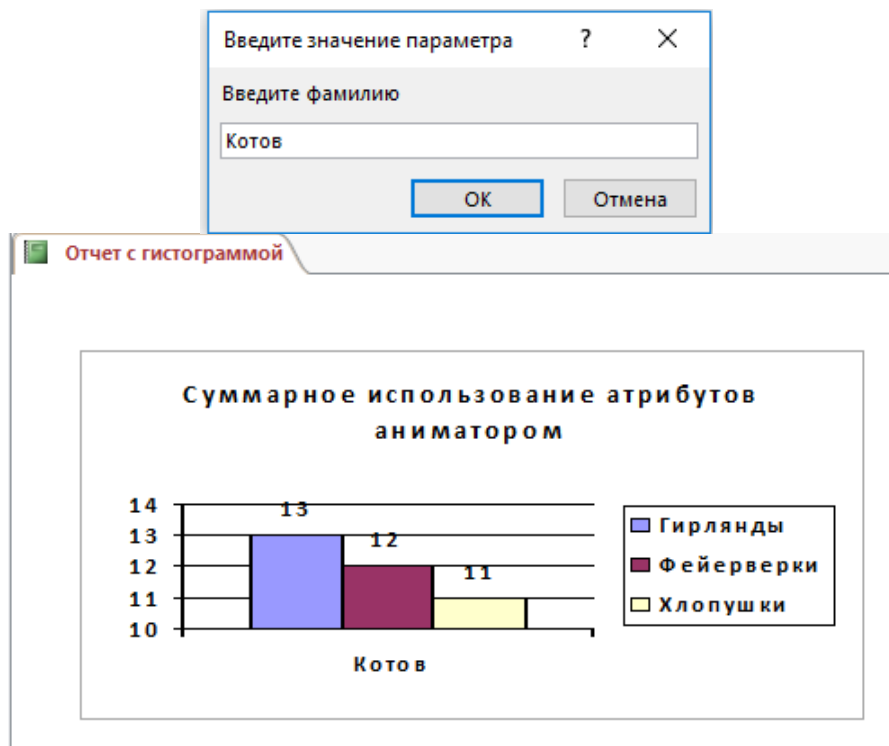 Введите значение параметра ? ×
Введите фамилию
Котов
ОК Отмена
Отчет с гистограммой
Суммарное использование атрибутов
аниматором
14
13
12
11
10
13
12
11
Котов
Гирлянды
Фейерверки
Хлопушки